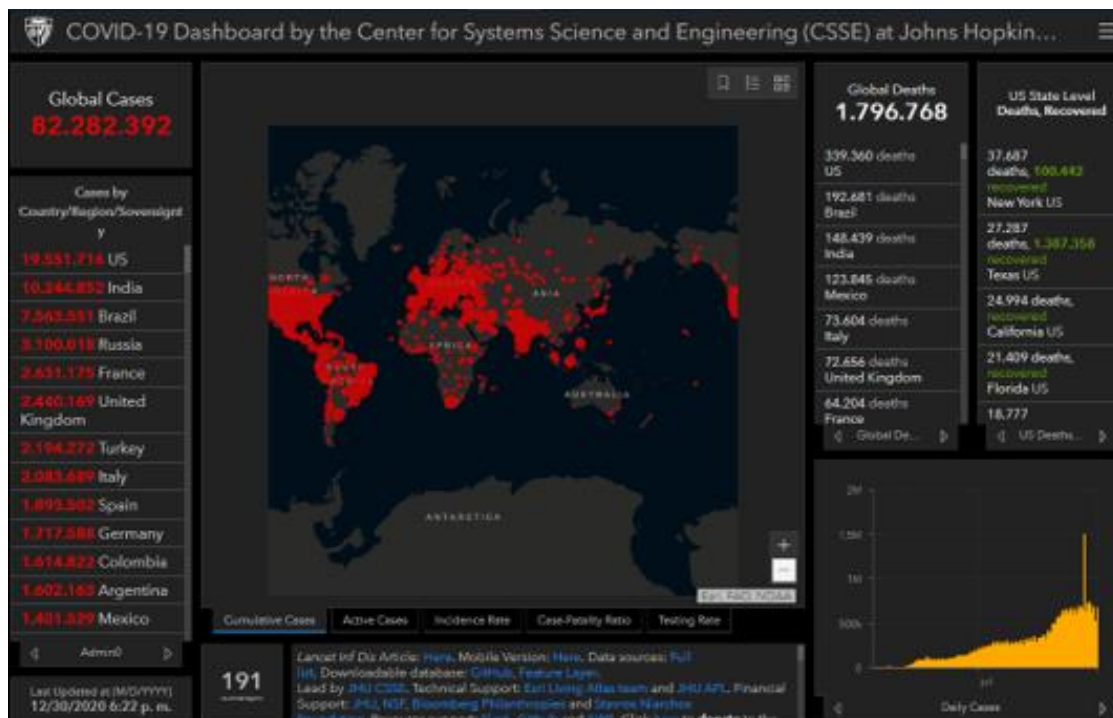 COVID-19 Dashboard by the Center for Systems Science and Engineering (CSSE) at Johns Hopkin...
Global Cases
82.282.392
Cases by
Country/Region/Sovereignt
y
19.551.716 US
10.244.852 India
7.563.551 Brazil
3.100.018 Russia
2.631.175 France
2.440.169 United
Kingdom
2.194.272 Turkey
2.083.689 Italy
1.893.502 Spain
1.717.588 Germany
1.614.822 Colombia
1.602.163 Argentina
1.401.529 Mexico
Admin0
Last Updated at (M/D/YYYY)
12/30/2020 6:22 p. m.
NORTH
AMERICA
ASIA
AFRICA
SOUTH
AUSTRALIA
ANTARCTICA
+
−
Esri, FAO, NOAA
Cumulative Cases
Active Cases
Incidence Rate
Case-Fatality Ratio
Testing Rate
191
Lancet Inf Dis Article: Here. Mobile Version: Here. Data sources: Full
list. Downloadable database: GitHub, Feature Layer.
Lead by JHU CSSE. Technical Support: Esri Living Atlas team and JHU APL. Financial
Support: JHU, NSF, Bloomberg Philanthropies and Stavros Niarchos
Global Deaths
1.796.768
339.360 deaths
US
192.681 deaths
Brazil
148.439 deaths
India
123.845 deaths
Mexico
73.604 deaths
Italy
72.656 deaths
United Kingdom
64.204 deaths
France
Global De...
US State Level
Deaths, Recovered
37.687
deaths, 100.442
recovered
New York US
27.287
deaths, 1.387.358
recovered
Texas US
24.994 deaths,
recovered
California US
21.409 deaths,
recovered
Florida US
18,777
US Deaths...
2M
1,5M
1M
500k
0
jul
Daily Cases